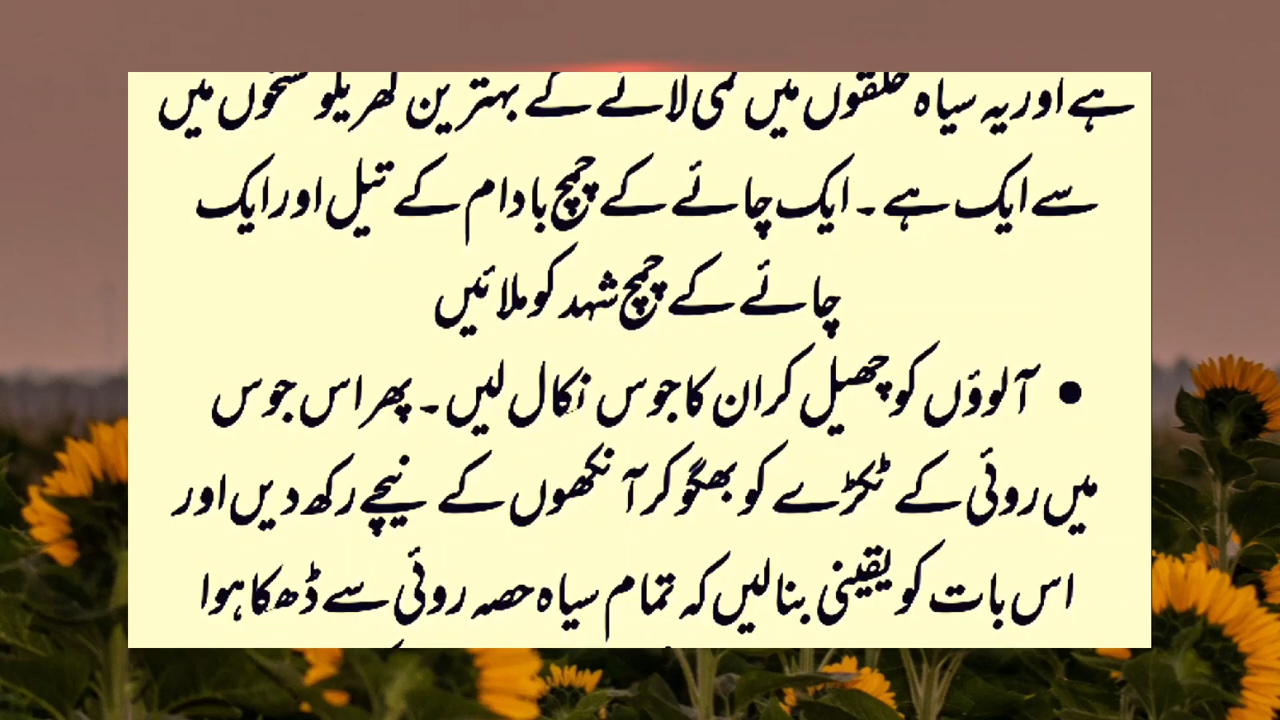 ہے اور یہ سیاہ حلقوں میں کمی لانے کے بہترین گھریلو نسخوں میں
سے ایک ہے۔ ایک چائے کے چمچ بادام کے تیل اور ایک
چائے کے چمچ شہد کو ملائیں
• آلوؤں کو چھیل کر ان کا جوس نکال لیں۔ پھر اس جوس
میں روئی کے ٹکڑے کو بھگو کر آنکھوں کے نیچے رکھ دیں اور
اس بات کو یقینی بنالیں کہ تمام سیاہ حصہ روئی سے ڈھکا ہوا